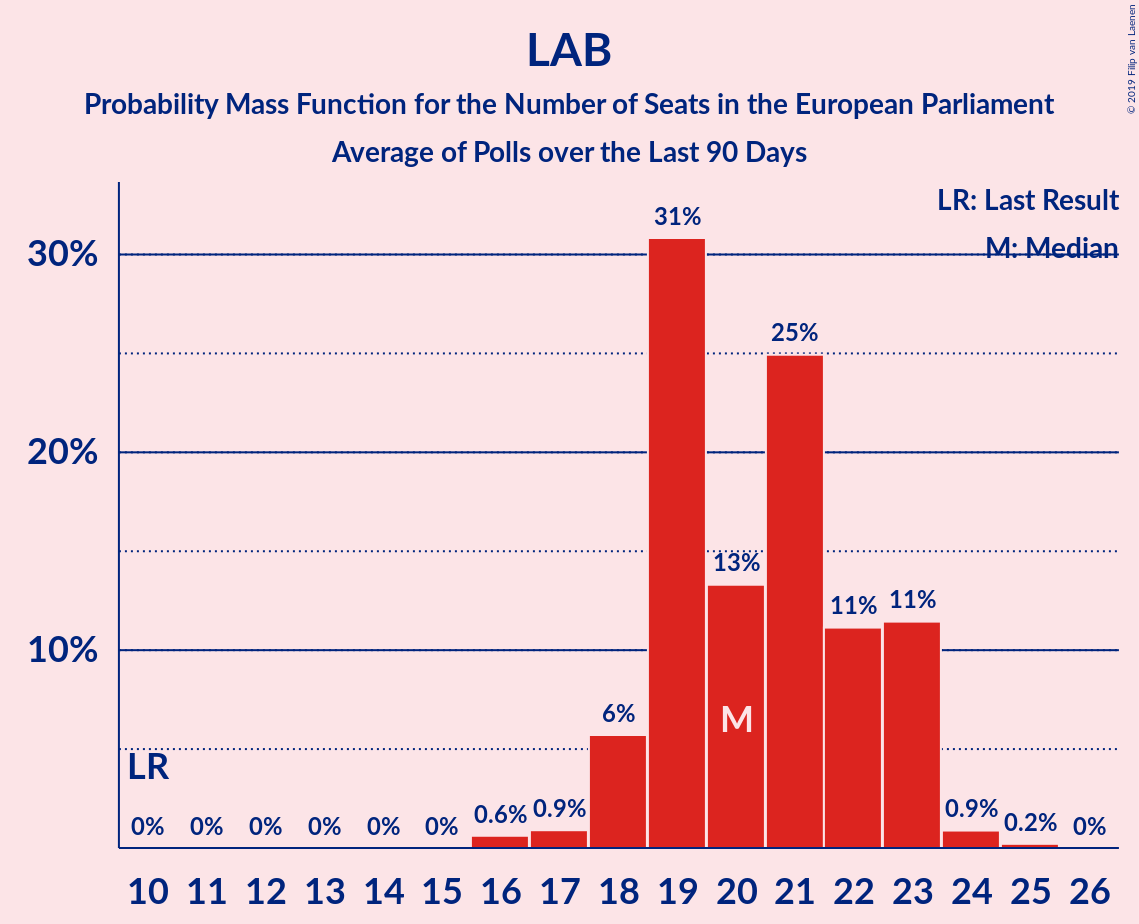 LAB
Probability Mass Function for the Number of Seats in the European Parliament
Average of Polls over the Last 90 Days
© 2019 Filip van Laenen
LR: Last Result
M: Median
30%
20%
10%
31%
25%
13%
11%
11%
6%
M
LR
0%
0%
0%
0%
0%
0%
0.6%
0.9%
0.9%
0.2%
0%
10 11 12 13 14 15 16 17 18 19 20 21 22 23 24 25 26